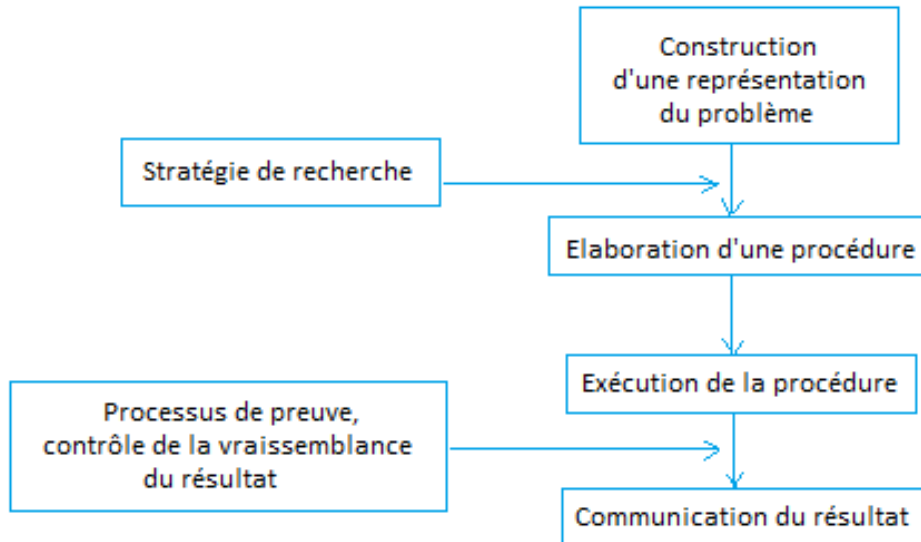 Construction
d'une représentation
du problème
Stratégie de recherche
Elaboration d'une procédure
Exécution de la procédure
Processus de preuve,
contrôle de la vraissemblance
du résultat
Communication du résultat